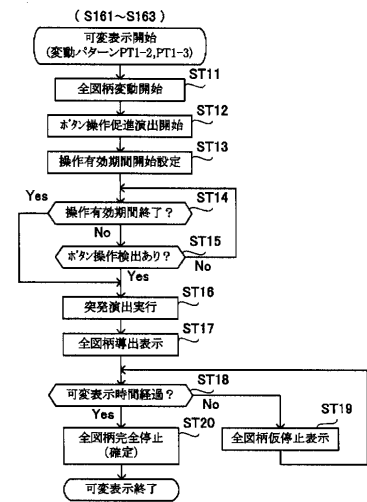 (S161～S163)
可変表示開始
(変動パターンPT1-2,PT1-3)
ST11
全図柄変動開始
ST12
ボタン操作促進演出開始
ST13
操作有効期間開始設定
Yes
ST14
操作有効期間終了?
No
ST15
ボタン操作検出あり?
No
Yes
ST16
突発演出実行
ST17
全図柄導出表示
ST18
可変表示時間経過?
No
ST19
Yes
ST20
全図柄仮停止表示
全図柄完全停止
(確定)
可変表示終了